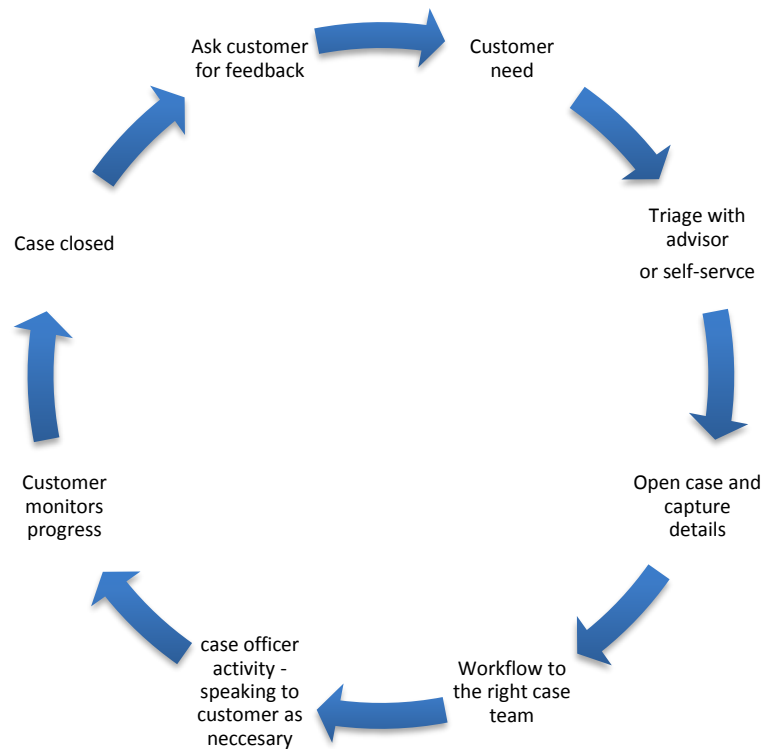 Customer
need
Triage with
advisor
or self-servce
Open case and
capture
details
Workflow to
the right case
team
case officer
activity -
speaking to
customer as
neccesary
Customer
monitors
progress
Case closed
Ask customer
for feedback